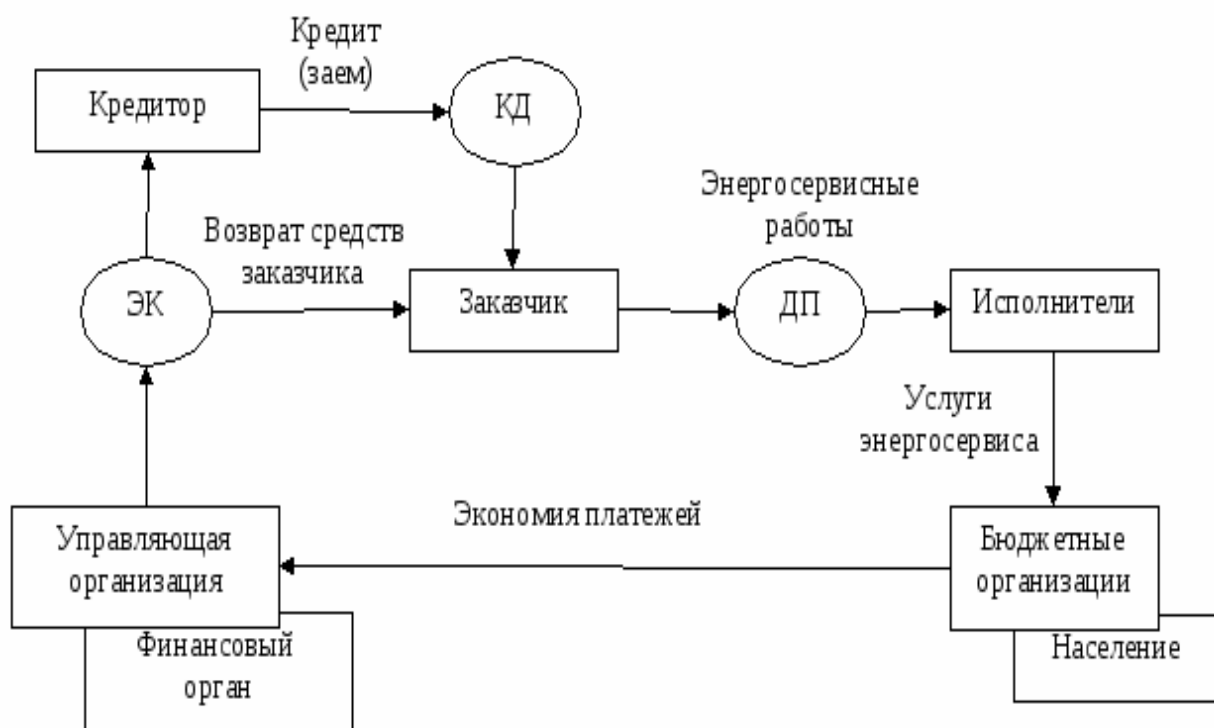 Кредит
(заем)
Кредитор
КД
Энергосервисные
работы
Возврат средств
заказчика
ЭК
Заказчик
ДП
Исполнители
Услуги
энергосервиса
Экономия платежей
Управляющая
организация
Бюджетные
организации
Финансовый
орган
Население